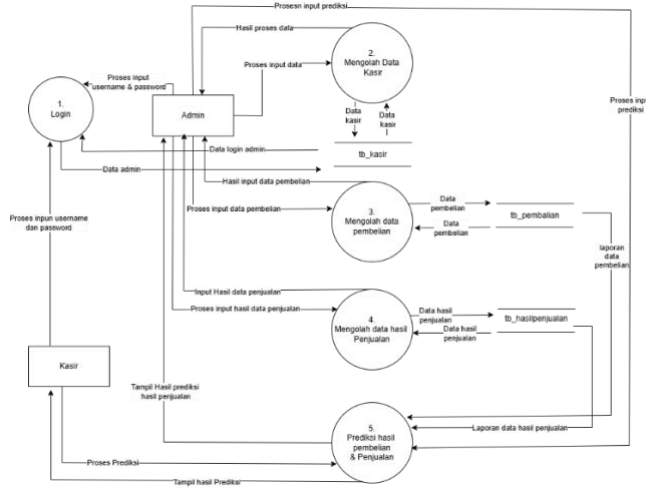 Prosesn input prediksi
Hasil proses data
2.
Mengolah Data
Kasir
Proses input data
Proses input
username & password
1.
Login
Admin
Proses inp
prediksi
Data
kasir
Data
kasir
Data login admin
tb_kasir
Data admin
Hasil input data pembelian
Data
pembelian
Proses input data pembelian
3.
Mengolah data
pembelian
tb_pembalian
Data
pembelian
Proses inpun username
dan password
laporan
data
pembelian
Input Hasil data penjualan
Proses input hasil data penjualan
4.
Mengolah data hasil
Penjualan
Data hasil
penjualan
tb_hasilpenjualan
Data hasil
penjualan
Kasir
Tampil Hasil prediksi
hasil penjualan
5.
Prediksi hasil
pembelian
& Penjualan
Laporan data hasil penjualan
Proses Prediksi
Tampil hasil Prediksi